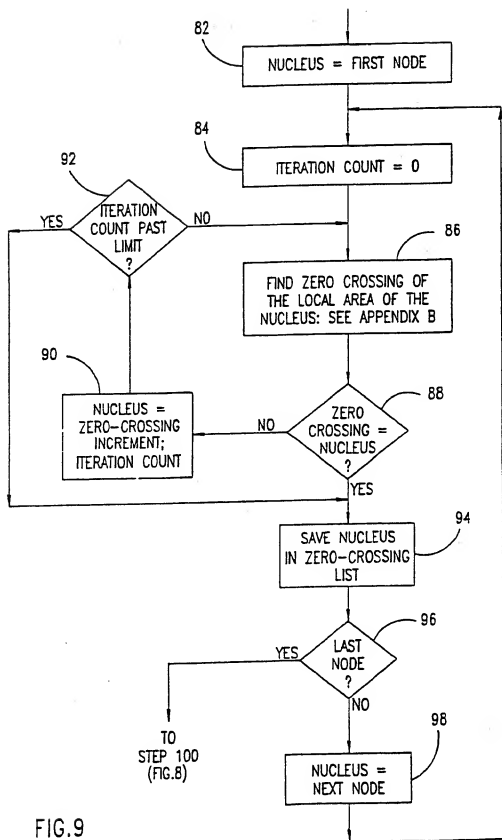 82
NUCLEUS = FIRST NODE
84
ITERATION COUNT = 0
92
ITERATION
COUNT PAST
LIMIT
?
YES
NO
86
FIND ZERO CROSSING OF
THE LOCAL AREA OF THE
NUCLEUS: SEE APPENDIX B
90
NUCLEUS =
ZERO-CROSSING
INCREMENT;
ITERATION COUNT
NO
88
ZERO
CROSSING =
NUCLEUS
?
YES
94
SAVE NUCLEUS
IN ZERO-CROSSING
LIST
96
LAST
NODE
?
YES
NO
TO
STEP 100
(FIG.8)
98
NUCLEUS =
NEXT NODE
FIG.9